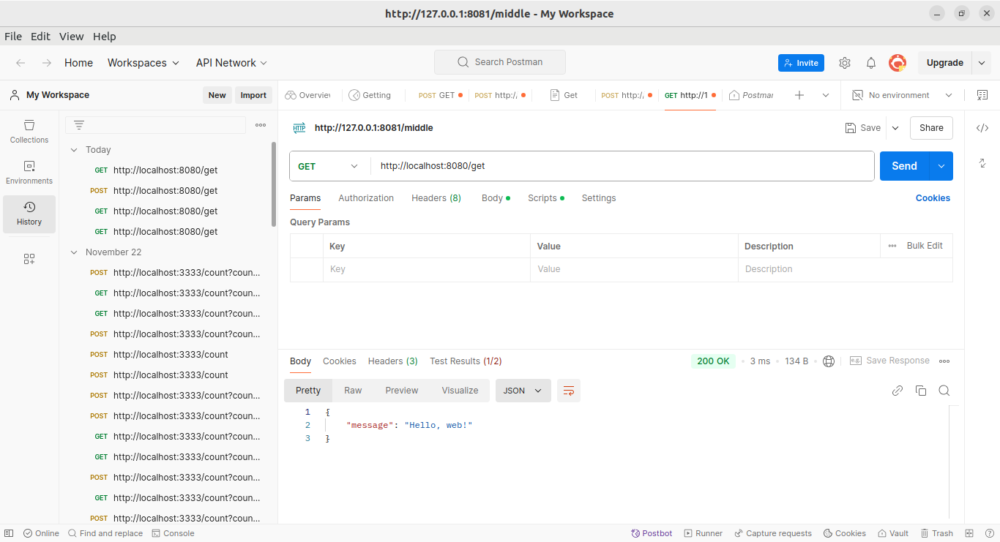 http://127.0.0.1:8081/middle - My Workspace
File Edit View Help
Home Workspaces API Network Search Postman Invite Upgrade
My Workspace New Import
Overviev Getting POST GET POST http:/, Get POST http:/, GET http://1 Postmar No environment
Collections
Environments
History
Today
GET http://localhost:8080/get
POST http://localhost:8080/get
GET http://localhost:8080/get
GET http://localhost:8080/get
November 22
POST http://localhost:3333/count?coun...
GET http://localhost:3333/count?coun...
GET http://localhost:3333/count?coun...
POST http://localhost:3333/count?coun...
POST http://localhost:3333/count
POST http://localhost:3333/count
POST http://localhost:3333/count?coun...
POST http://localhost:3333/count?coun...
GET http://localhost:3333/count?coun...
GET http://localhost:3333/count?coun...
POST http://localhost:3333/count?coun...
GET http://localhost:3333/count?coun...
POST http://localhost:3333/count?coun...
HTTP http://127.0.0.1:8081/middle Save Share
GET http://localhost:8080/get Send
Params Authorization Headers (8) Body Scripts Settings Cookies
Query Params
Key Value Description Bulk Edit
Key Value Description
Body Cookies Headers (3) Test Results (1/2) 200 OK 3 ms 134 B e.g. Save Response
Pretty Raw Preview Visualize JSON
1 {
2 "message": "Hello, web!"
3 }
Online Find and replace Console Postbot Runner Capture requests Cookies Vault Trash